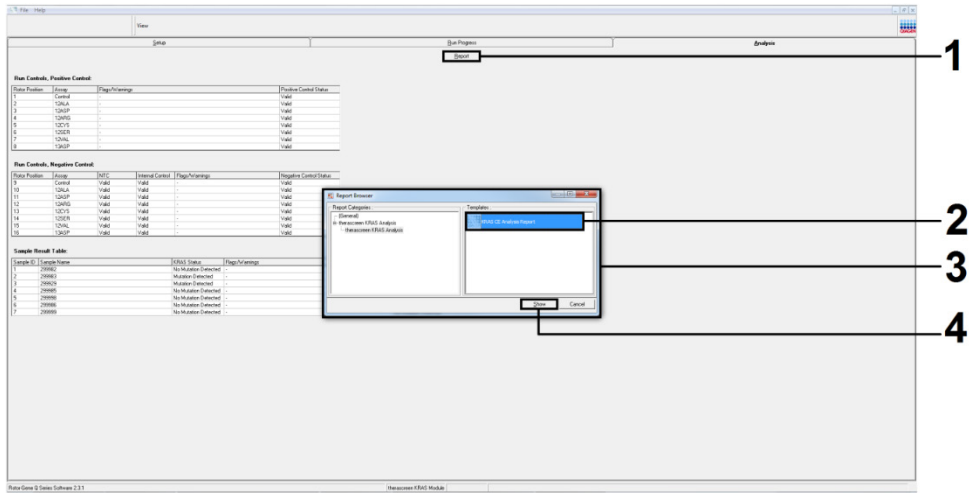 File Help
View
QIAGEN
Setup Run Progress Analysis
Report
1
Run Controls, Positive Control:
Rotor Position Assay Flags/Warnings Positive Control Status
1 Control - Valid
2 12ALA - Valid
3 12ASP - Valid
4 12ARG - Valid
5 12CYS - Valid
6 12SER - Valid
7 12VAL - Valid
8 13ASP - Valid
Run Controls, Negative Control:
Rotor Position Assay NTC Internal Control Flags/Warnings Negative Control Status
9 Control Valid Valid - Valid
10 12ALA Valid Valid - Valid
11 12ASP Valid Valid
12 12ARG Valid Valid
13 12CYS Valid Valid
14 12SER Valid Valid
15 12VAL Valid Valid
16 13ASP Valid Valid
Report Browser
Report Categories: Templates:
(General)
therascreen KRAS Analysis
therascreen KRAS Analysis
KRAS CE Analysis Report
2
3
Show Cancel
4
Sample Result Table:
Sample ID Sample Name KRAS Status Flags/Warnings
1 299982 No Mutation Detected -
2 299983 Mutation Detected -
3 299929 Mutation Detected -
4 299985 No Mutation Detected -
5 299998 No Mutation Detected -
6 299986 No Mutation Detected -
7 299999 No Mutation Detected -
Rotor-Gene Q Series Software 2.3.1 therascreen KRAS Module